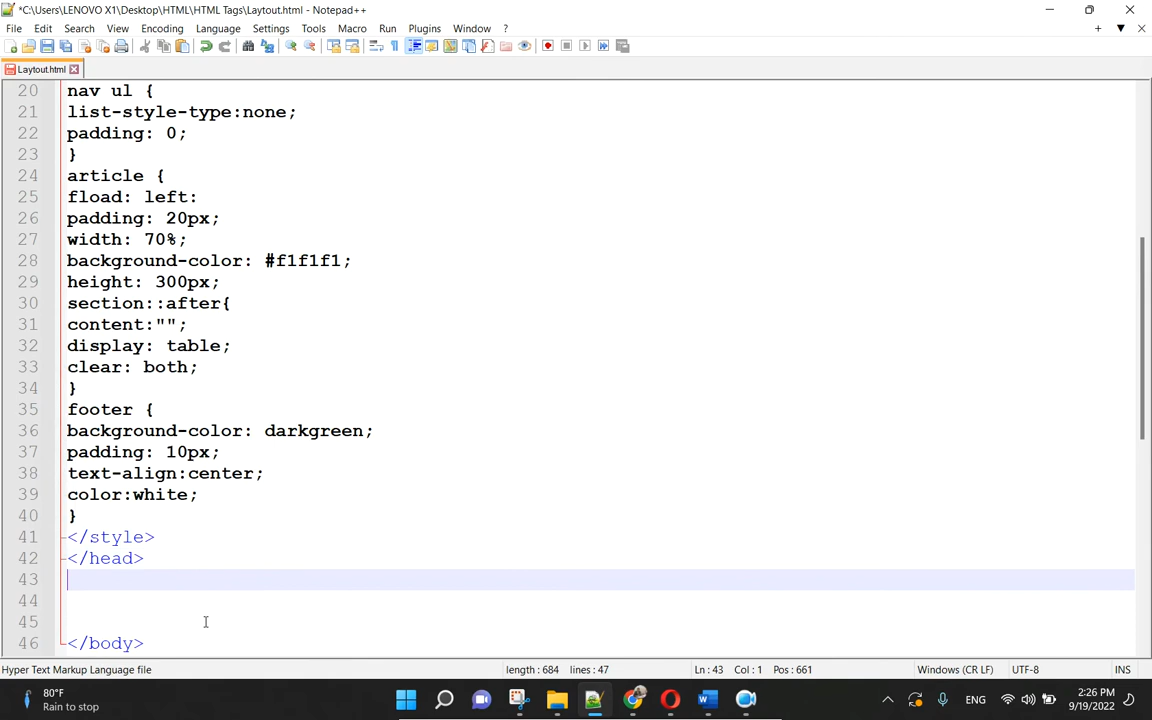 *C:\Users\LENOVO X1\Desktop\HTML\HTML Tags\Laytout.html - Notepad++
File Edit Search View Encoding Language Settings Tools Macro Run Plugins Window ?
Laytout.html
20 nav ul {
21 list-style-type:none;
22 padding: 0;
23 }
24 article {
25 fload: left:
26 padding: 20px;
27 width: 70%;
28 background-color: #f1f1f1;
29 height: 300px;
30 section::after{
31 content:"";
32 display: table;
33 clear: both;
34 }
35 footer {
36 background-color: darkgreen;
37 padding: 10px;
38 text-align:center;
39 color:white;
40 }
41 </style>
42 </head>
43
44
45
46 </body>
Hyper Text Markup Language file length : 684 lines : 47 Ln : 43 Col : 1 Pos : 661 Windows (CR LF) UTF-8 INS
80°F
Rain to stop
ENG
2:26 PM
9/19/2022